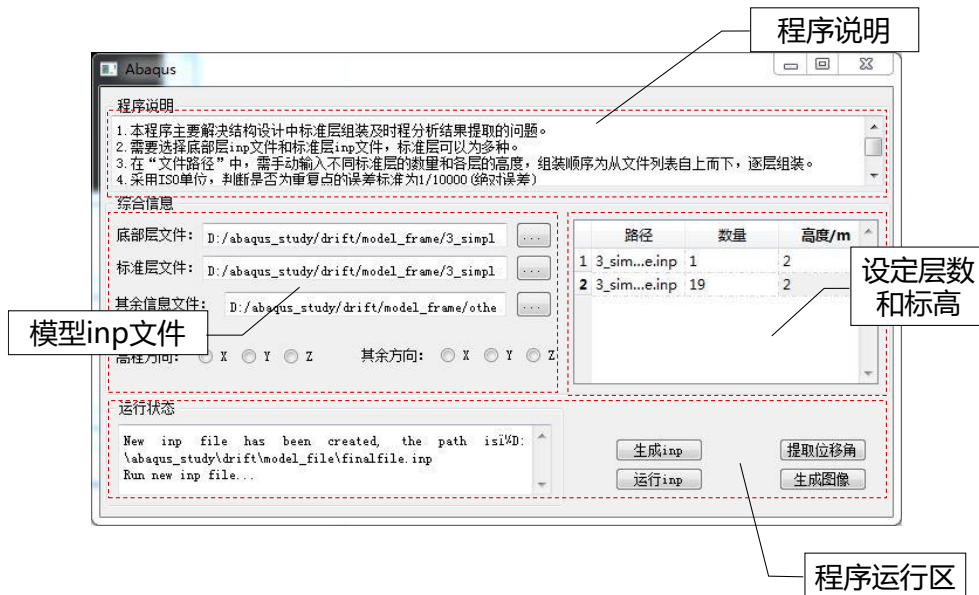 程序说明
Abaqus
程序说明
1.本程序主要解决结构设计中标准层组装及时程分析结果提取的问题。
2.需要选择底部层inp文件和标准层inp文件，标准层可以为多种。
3.在“文件路径”中，需手动输入不同标准层的数量和各层的高度，组装顺序为从文件列表自上而下，逐层组装。
4.采用ISO单位，判断是否为重复点的误差标准为1/10000(绝对误差)
综合信息
底部层文件： D:/abaqus_study/drift/model_frame/3_simpl ...
标准层文件： D:/abaqus_study/drift/model_frame/3_simpl ...
其余信息文件： D:/abaqus_study/drift/model_frame/othe ...
高程方向： X Y Z 其余方向： X Y Z
路径 数量 高度/m
1 3_sim...e.inp 1 2
2 3_sim...e.inp 19 2
设定层数
和标高
模型inp文件
运行状态
New inp file has been created, the path isï¼D:
\abaqus_study\drift\model_file\finalfile.inp
Run new inp file...
生成inp 提取位移角
运行inp 生成图像
程序运行区